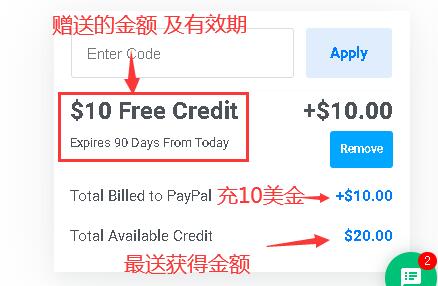 赠送的金额 及有效期
Enter Code
Apply
$10 Free Credit
+$10.00
Expires 90 Days From Today
Remove
Total Billed to PayPal
充10美金
+$10.00
Total Available Credit
$20.00
最送获得金额
2